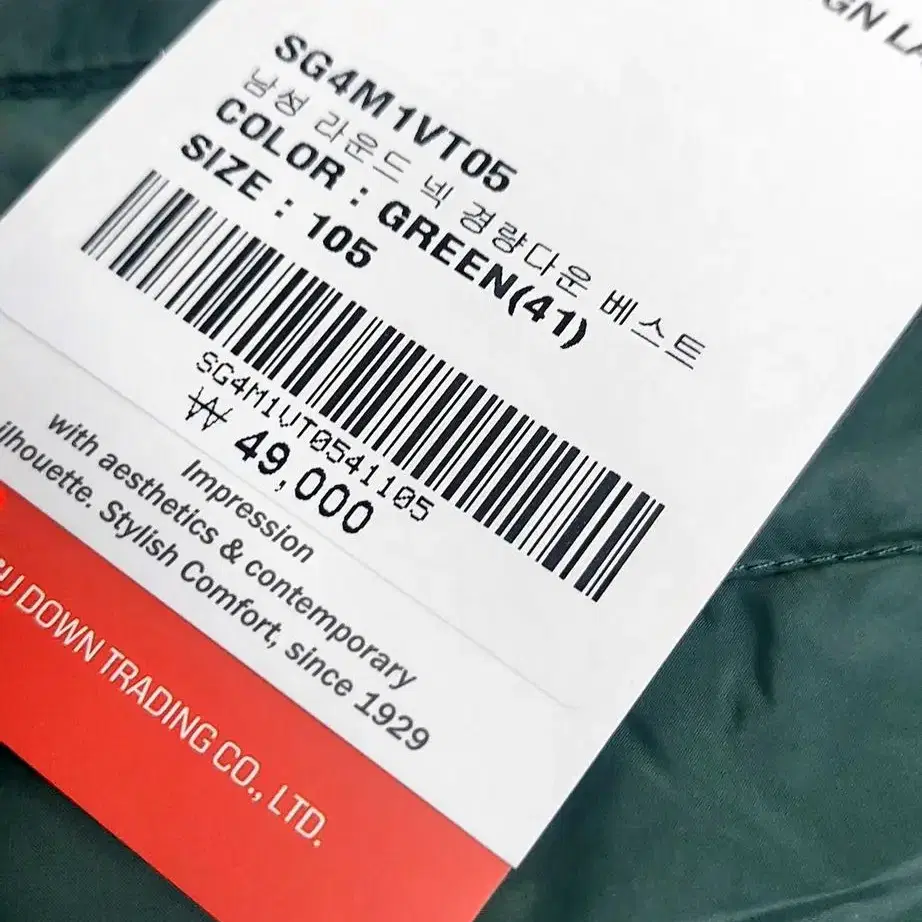 SG4M1VT05
남성 라운드 넥 경량다운 베스트
COLOR : GREEN(41)
SIZE : 105
SG4M1VT0541105
₩ 49,000
Impression
with aesthetics & contemporary
Stylish Comfort, since 1929
DOWN TRADING CO., LTD.